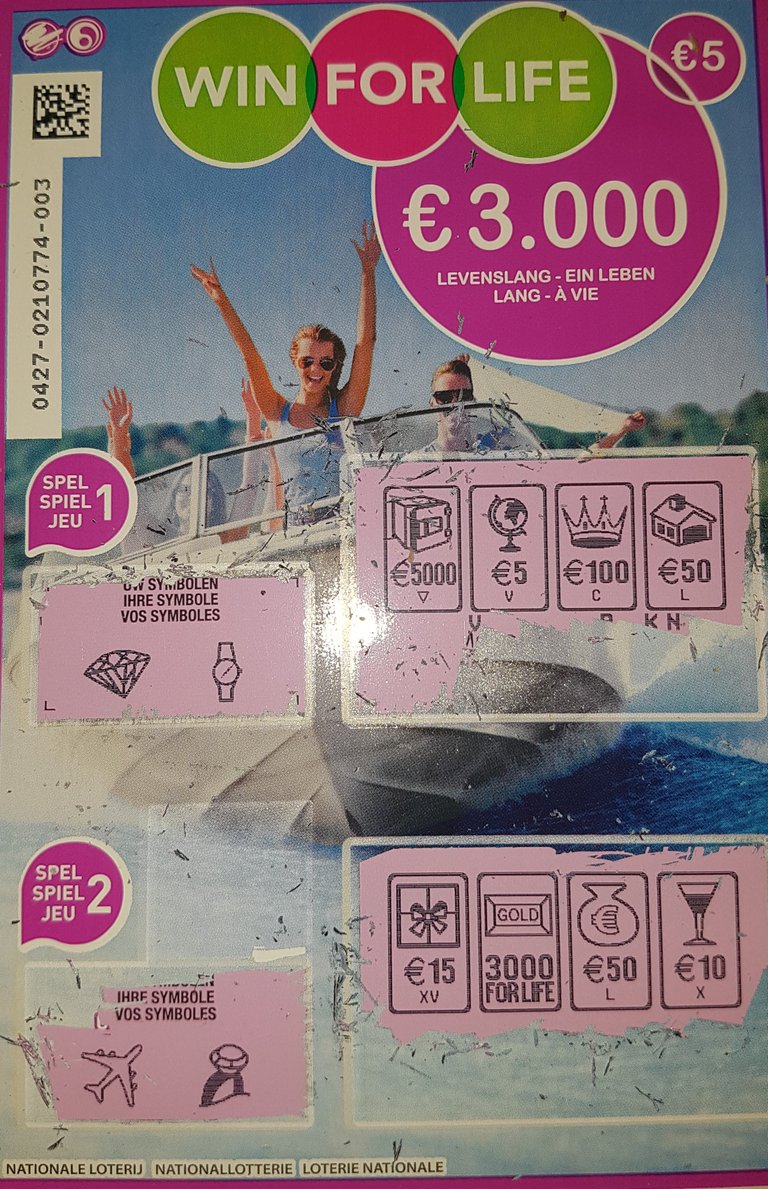 WIN FOR LIFE
€5
€3.000
LEVENSLANG - EIN LEBEN
LANG - À VIE
0427-0210774-003
SPEL
SPIEL 1
JEU
€5000
€5
V
€100
C
€50
L
UW SYMBOLEN
IHRE SYMBOLE
VOS SYMBOLES
SPEL
SPIEL 2
JEU
€15
XV
GOLD
3000
FOR LIFE
€
€50
L
€10
X
IHRE SYMBOLE
VOS SYMBOLES
NATIONALE LOTERIJ NATIONALLOTTERIE LOTERIE NATIONALE